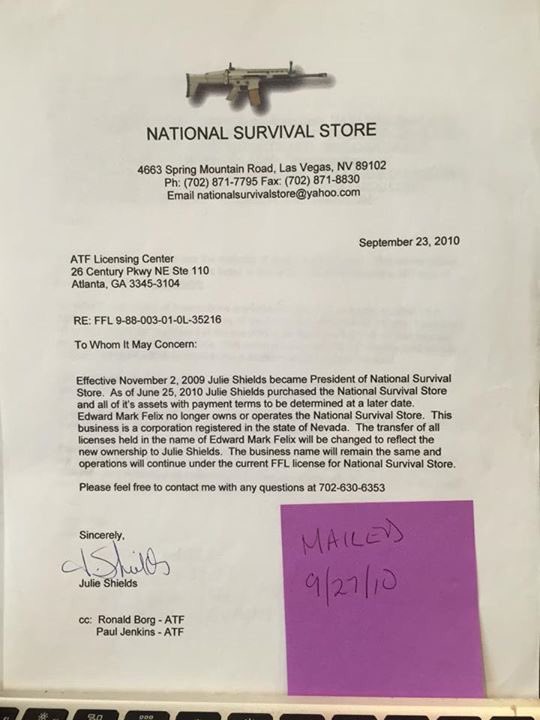 NATIONAL SURVIVAL STORE
4663 Spring Mountain Road, Las Vegas, NV 89102
Ph: (702) 871-7795 Fax: (702) 871-8830
Email nationalsurvivalstore@yahoo.com
September 23, 2010
ATF Licensing Center
26 Century Pkwy NE Ste 110
Atlanta, GA 3345-3104
RE: FFL 9-88-003-01-0L-35216
To Whom It May Concern:
Effective November 2, 2009 Julie Shields became President of National Survival
Store. As of June 25, 2010 Julie Shields purchased the National Survival Store
and all of it's assets with payment terms to be determined at a later date.
Edward Mark Felix no longer owns or operates the National Survival Store. This
business is a corporation registered in the state of Nevada. The transfer of all
licenses held in the name of Edward Mark Felix will be changed to reflect the
new ownership to Julie Shields. The business name will remain the same and
operations will continue under the current FFL license for National Survival Store.
Please feel free to contact me with any questions at 702-630-6353
Sincerely,
J. Shields
Julie Shields
cc: Ronald Borg - ATF
Paul Jenkins - ATF
MAILED
9/27/10